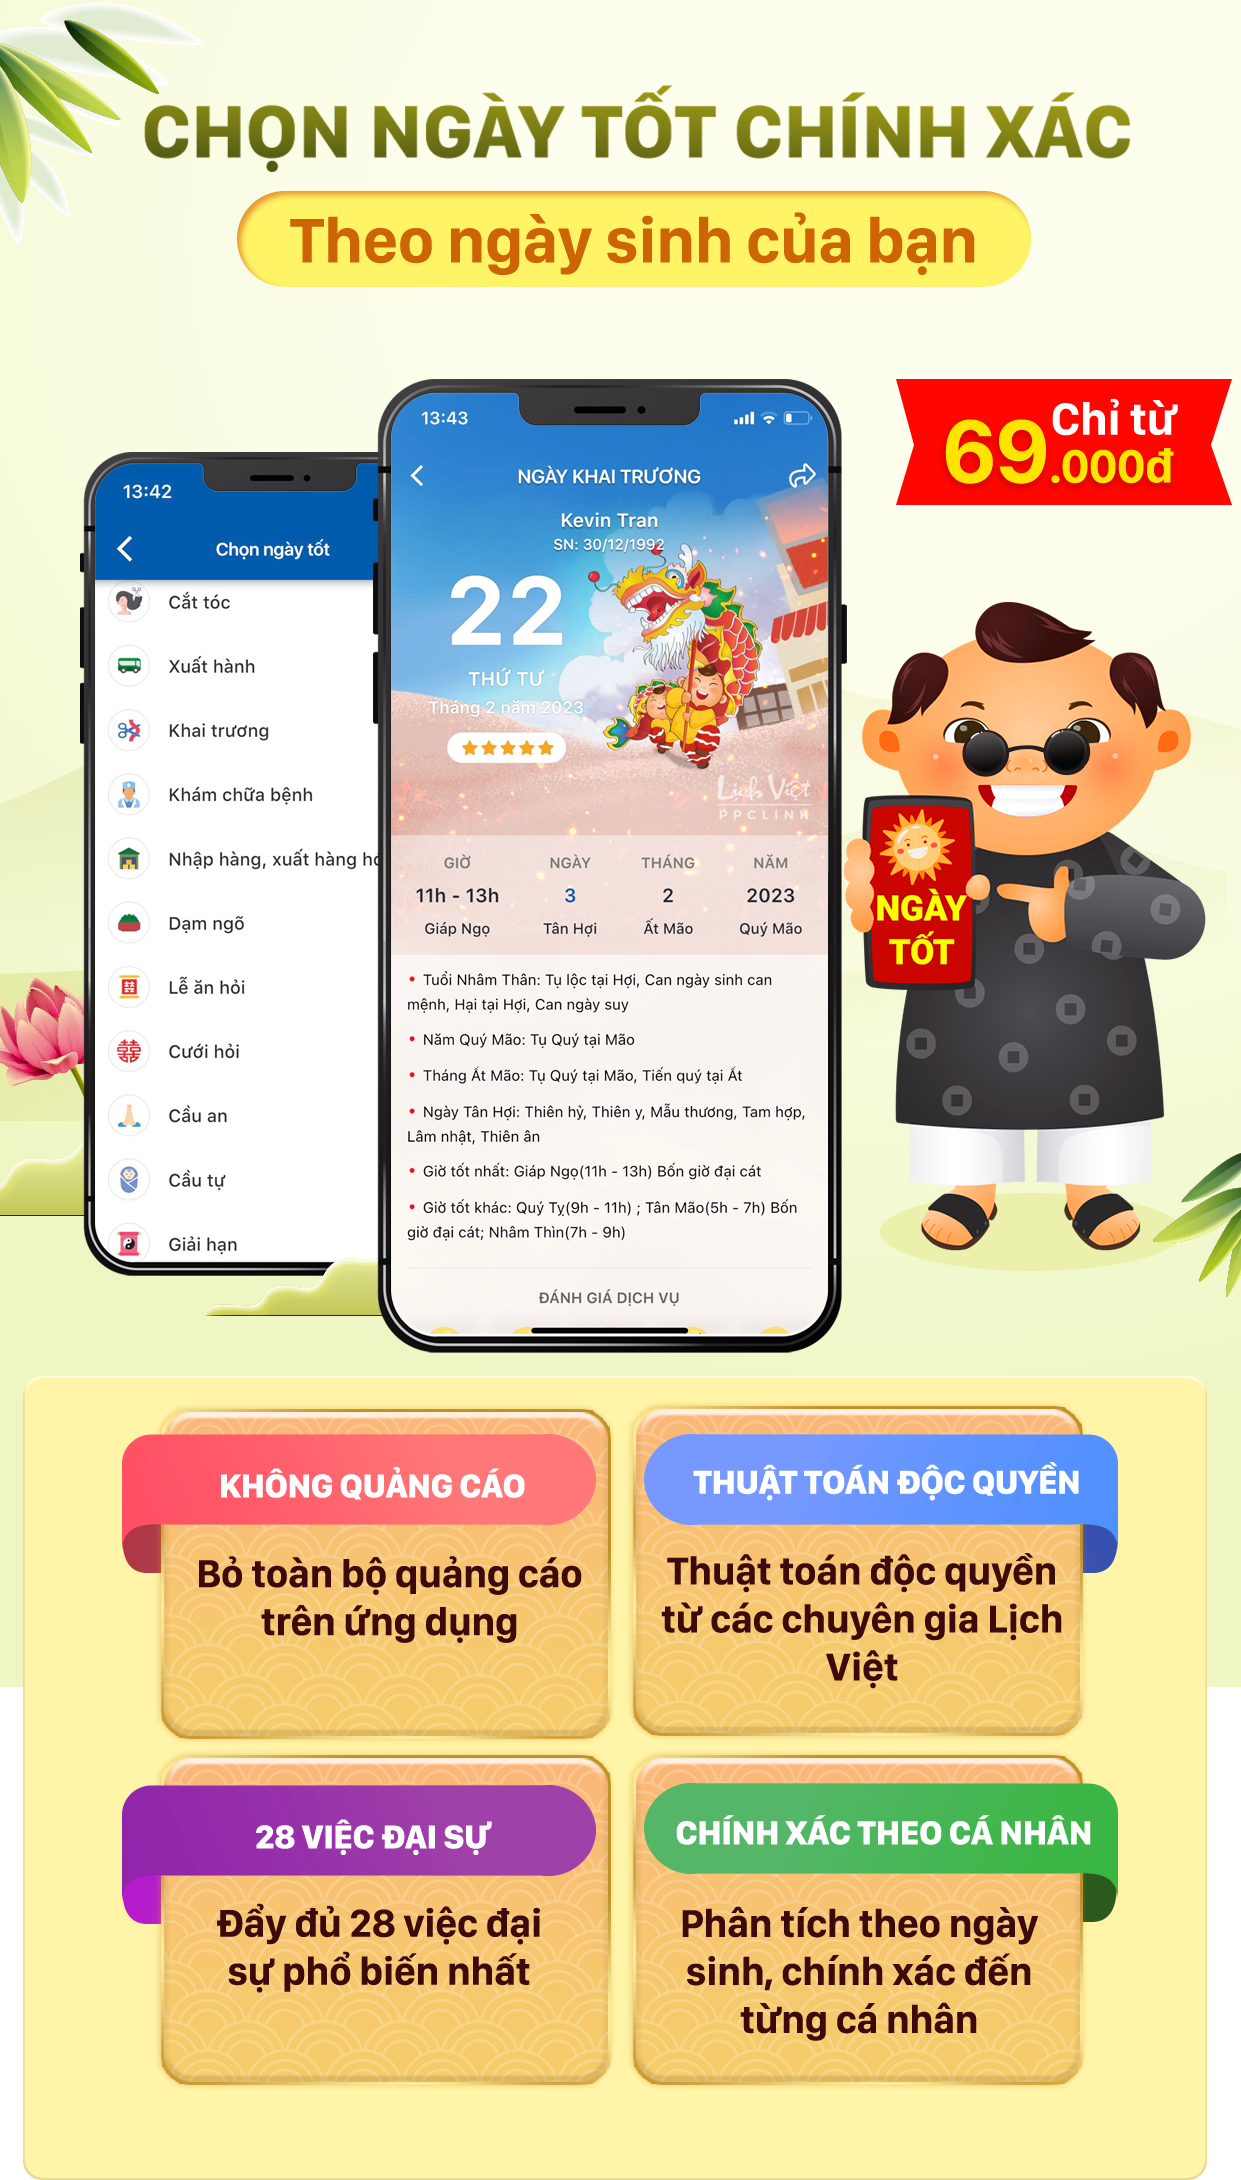 CHỌN NGÀY TỐT CHÍNH XÁC
Theo ngày sinh của bạn
Chỉ từ
69.000đ
13:42
Chọn ngày tốt
Cắt tóc
Xuất hành
Khai trương
Khám chữa bệnh
Nhập hàng, xuất hàng
Dạm ngõ
Lễ ăn hỏi
Cưới hỏi
Cầu an
Cầu tự
Giải hạn
13:43
NGÀY KHAI TRƯƠNG
Kevin Tran
SN: 30/12/1992
22
THỨ TƯ
Tháng 2 năm 2023
Lịch Việt
PPCLINK
GIỜ NGÀY THÁNG NĂM
11h - 13h 3 2 2023
Giáp Ngọ Tân Hợi Ất Mão Quý Mão
• Tuổi Nhâm Thân: Tụ lộc tại Hợi, Can ngày sinh can
mệnh, Hại tại Hợi, Can ngày suy
• Năm Quý Mão: Tụ Quý tại Mão
• Tháng Ất Mão: Tụ Quý tại Mão, Tiến quý tại Ất
• Ngày Tân Hợi: Thiên hỷ, Thiên y, Mẫu thương, Tam hợp,
Lâm nhật, Thiên ân
• Giờ tốt nhất: Giáp Ngọ(11h - 13h) Bốn giờ đại cát
• Giờ tốt khác: Quý Tỵ(9h - 11h) ; Tân Mão(5h - 7h) Bốn
giờ đại cát; Nhâm Thìn(7h - 9h)
ĐÁNH GIÁ DỊCH VỤ
NGÀY
TỐT
KHÔNG QUẢNG CÁO
Bỏ toàn bộ quảng cáo
trên ứng dụng
THUẬT TOÁN ĐỘC QUYỀN
Thuật toán độc quyền
từ các chuyên gia Lịch
Việt
28 VIỆC ĐẠI SỰ
Đẩy đủ 28 việc đại
sự phổ biến nhất
CHÍNH XÁC THEO CÁ NHÂN
Phân tích theo ngày
sinh, chính xác đến
từng cá nhân